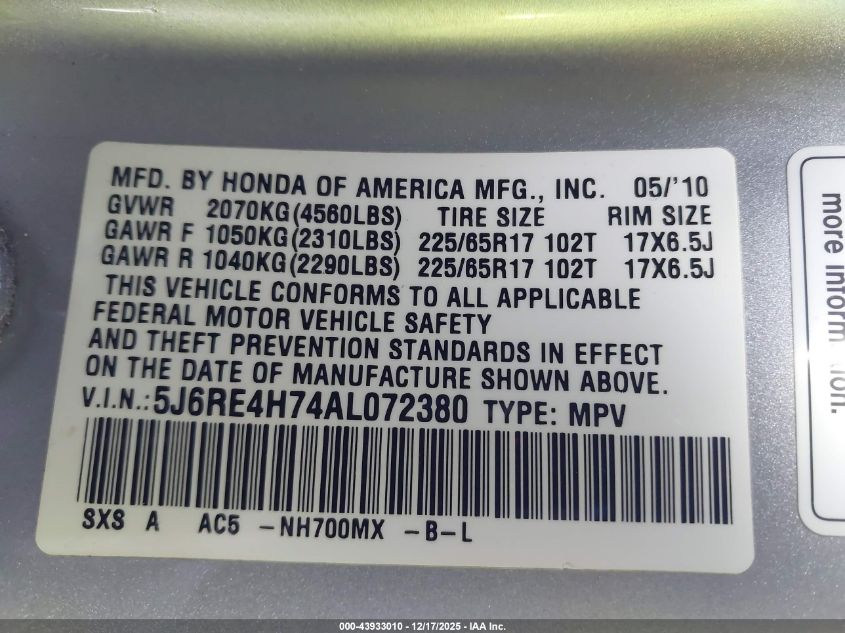 MFD. BY HONDA OF AMERICA MFG., INC. 05/'10
GVWR 2070KG(4560LBS) TIRE SIZE RIM SIZE
GAWR F 1050KG(2310LBS) 225/65R17 102T 17X6.5J
GAWR R 1040KG(2290LBS) 225/65R17 102T 17X6.5J
THIS VEHICLE CONFORMS TO ALL APPLICABLE
FEDERAL MOTOR VEHICLE SAFETY
AND THEFT PREVENTION STANDARDS IN EFFECT
ON THE DATE OF MANUFACTURE SHOWN ABOVE.
V.I.N.: 5J6RE4H74AL072380 TYPE: MPV
SXS A AC5 -NH700MX -B-L
more inform
ion.
000-43933010 - 12/17/2025 - IAA Inc.